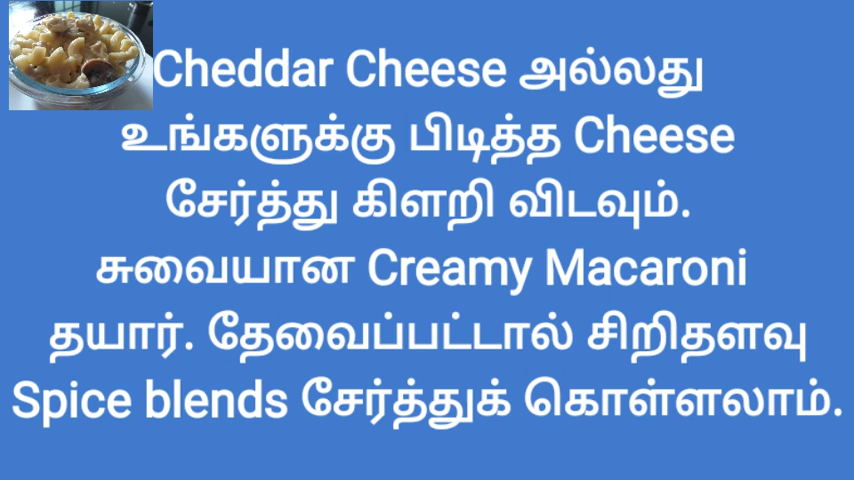 Cheddar Cheese அல்லது
உங்களுக்கு பிடித்த Cheese
சேர்த்து கிளறி விடவும்.
சுவையான Creamy Macaroni
தயார். தேவைப்பட்டால் சிறிதளவு
Spice blends சேர்த்துக் கொள்ளலாம்.